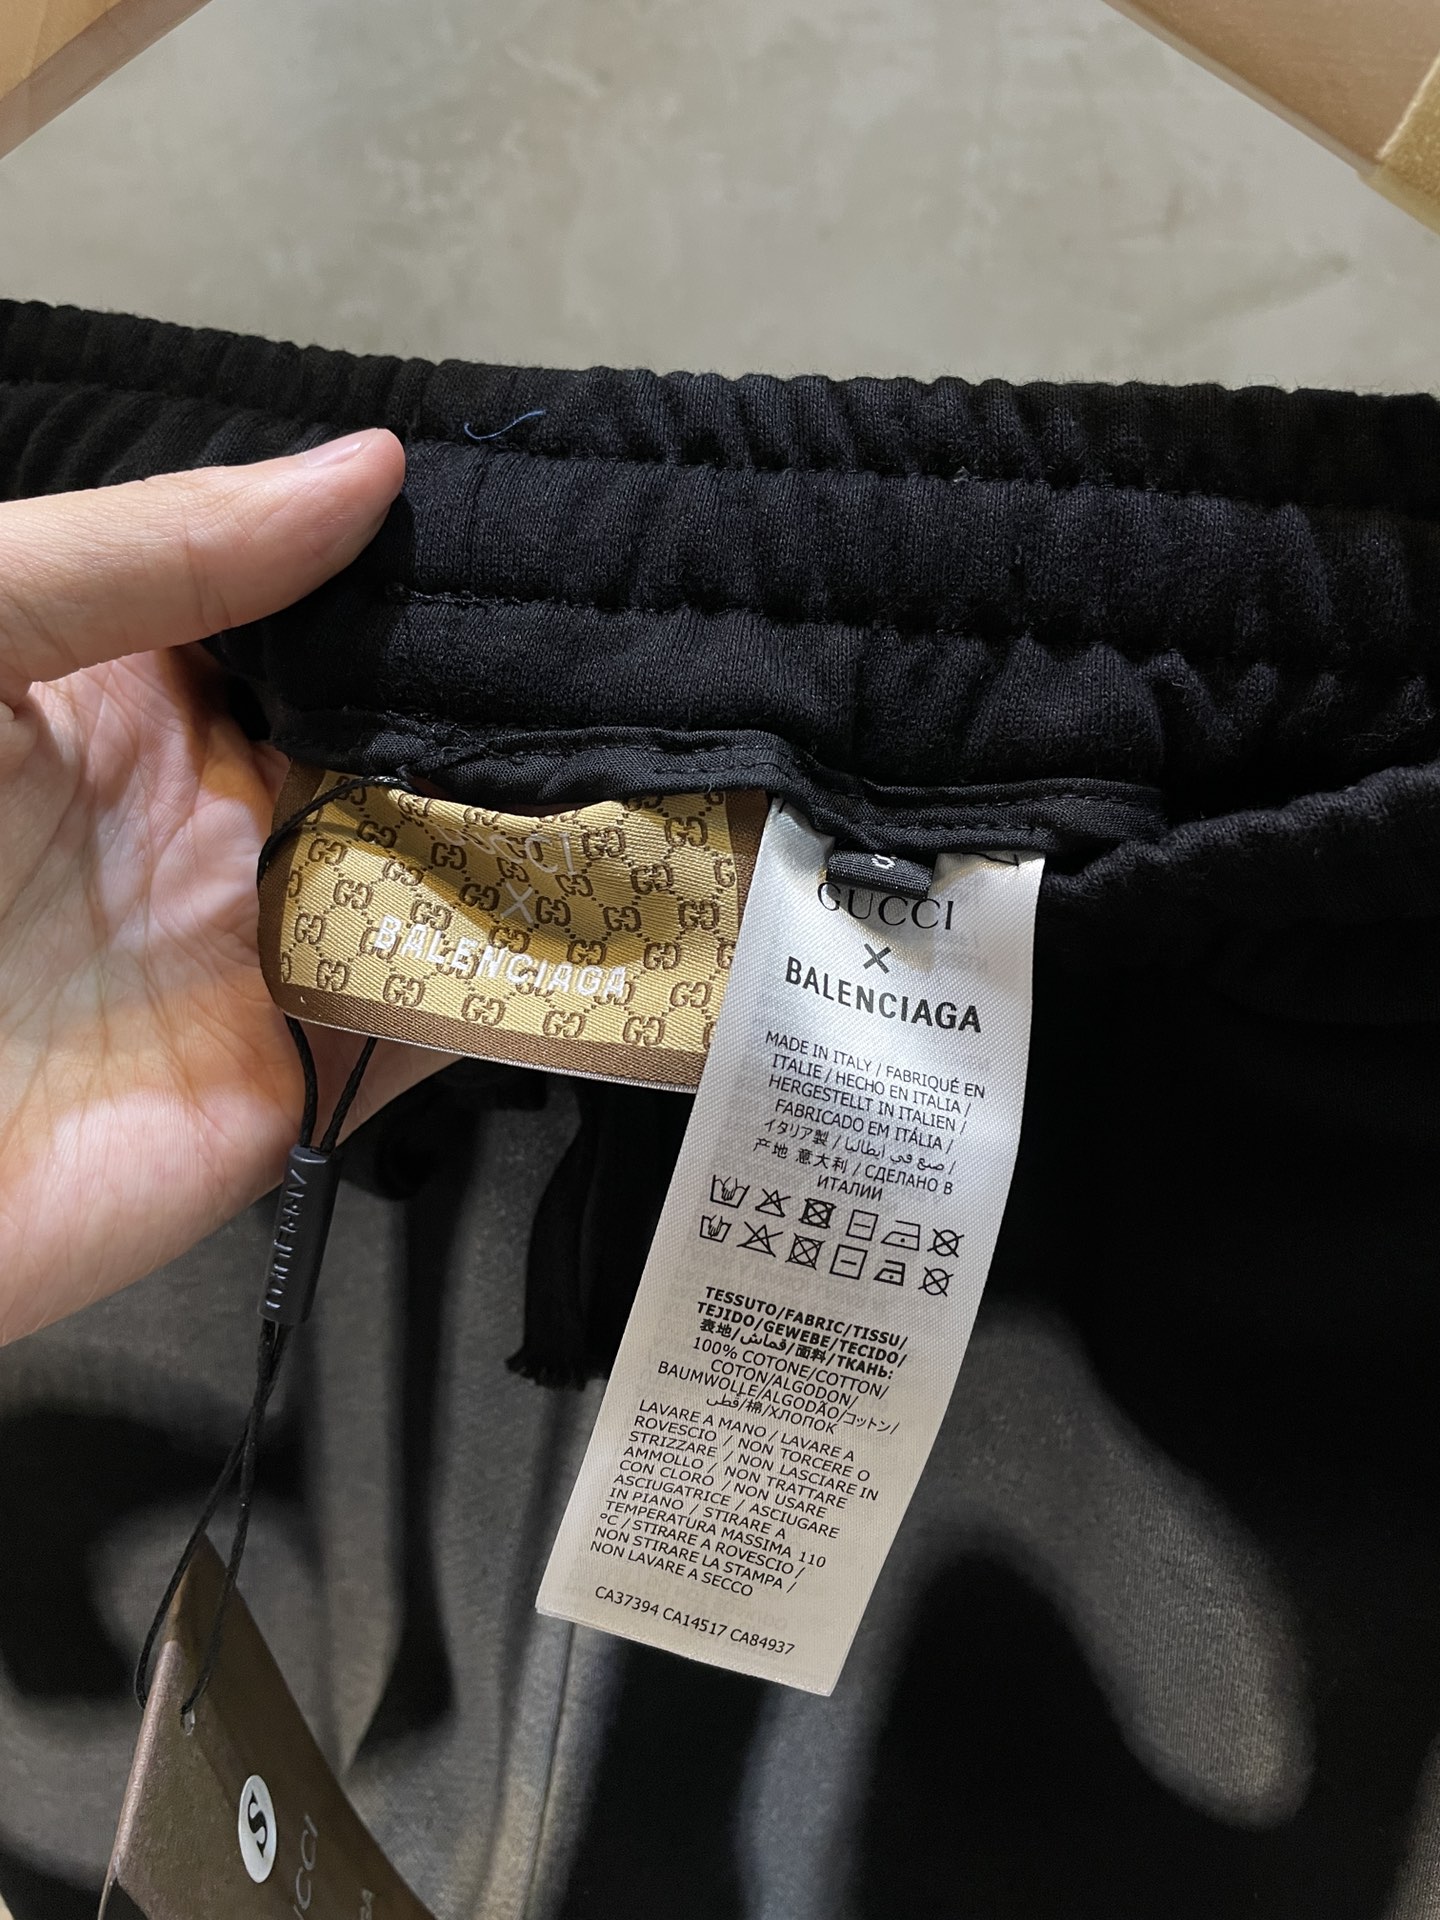 GUCCI
X
BALENCIAGA
S
GUCCI
X
BALENCIAGA
MADE IN ITALY / FABRIQUÉ EN
ITALIE / HECHO EN ITALIA /
HERGESTELLT IN ITALIEN /
FABRICADO EM ITÁLIA /
イタリア製 / صنع في إيطاليا /
产地 意大利 / СДЕЛАНО В
ИТАЛИИ
TESSUTO/FABRIC/TISSU/
TEJIDO/GEWEBE/TECIDO/
表地/قماش/面料/ТКАНЬ:
100% COTONE/COTTON/
COTON/ALGODON/
BAUMWOLLE/ALGODÃO/コットン/
قطن/棉/ХЛОПОК
LAVARE A MANO / LAVARE A
ROVESCIO / NON TORCERE O
STRIZZARE / NON LASCIARE IN
AMMOLLO / NON TRATTARE
CON CLORO / NON USARE
ASCIUGATRICE / ASCIUGARE
IN PIANO / STIRARE A
TEMPERATURA MASSIMA 110
°C / STIRARE A ROVESCIO /
NON STIRARE LA STAMPA /
NON LAVARE A SECCO
CA37394 CA14517 CA84937
S